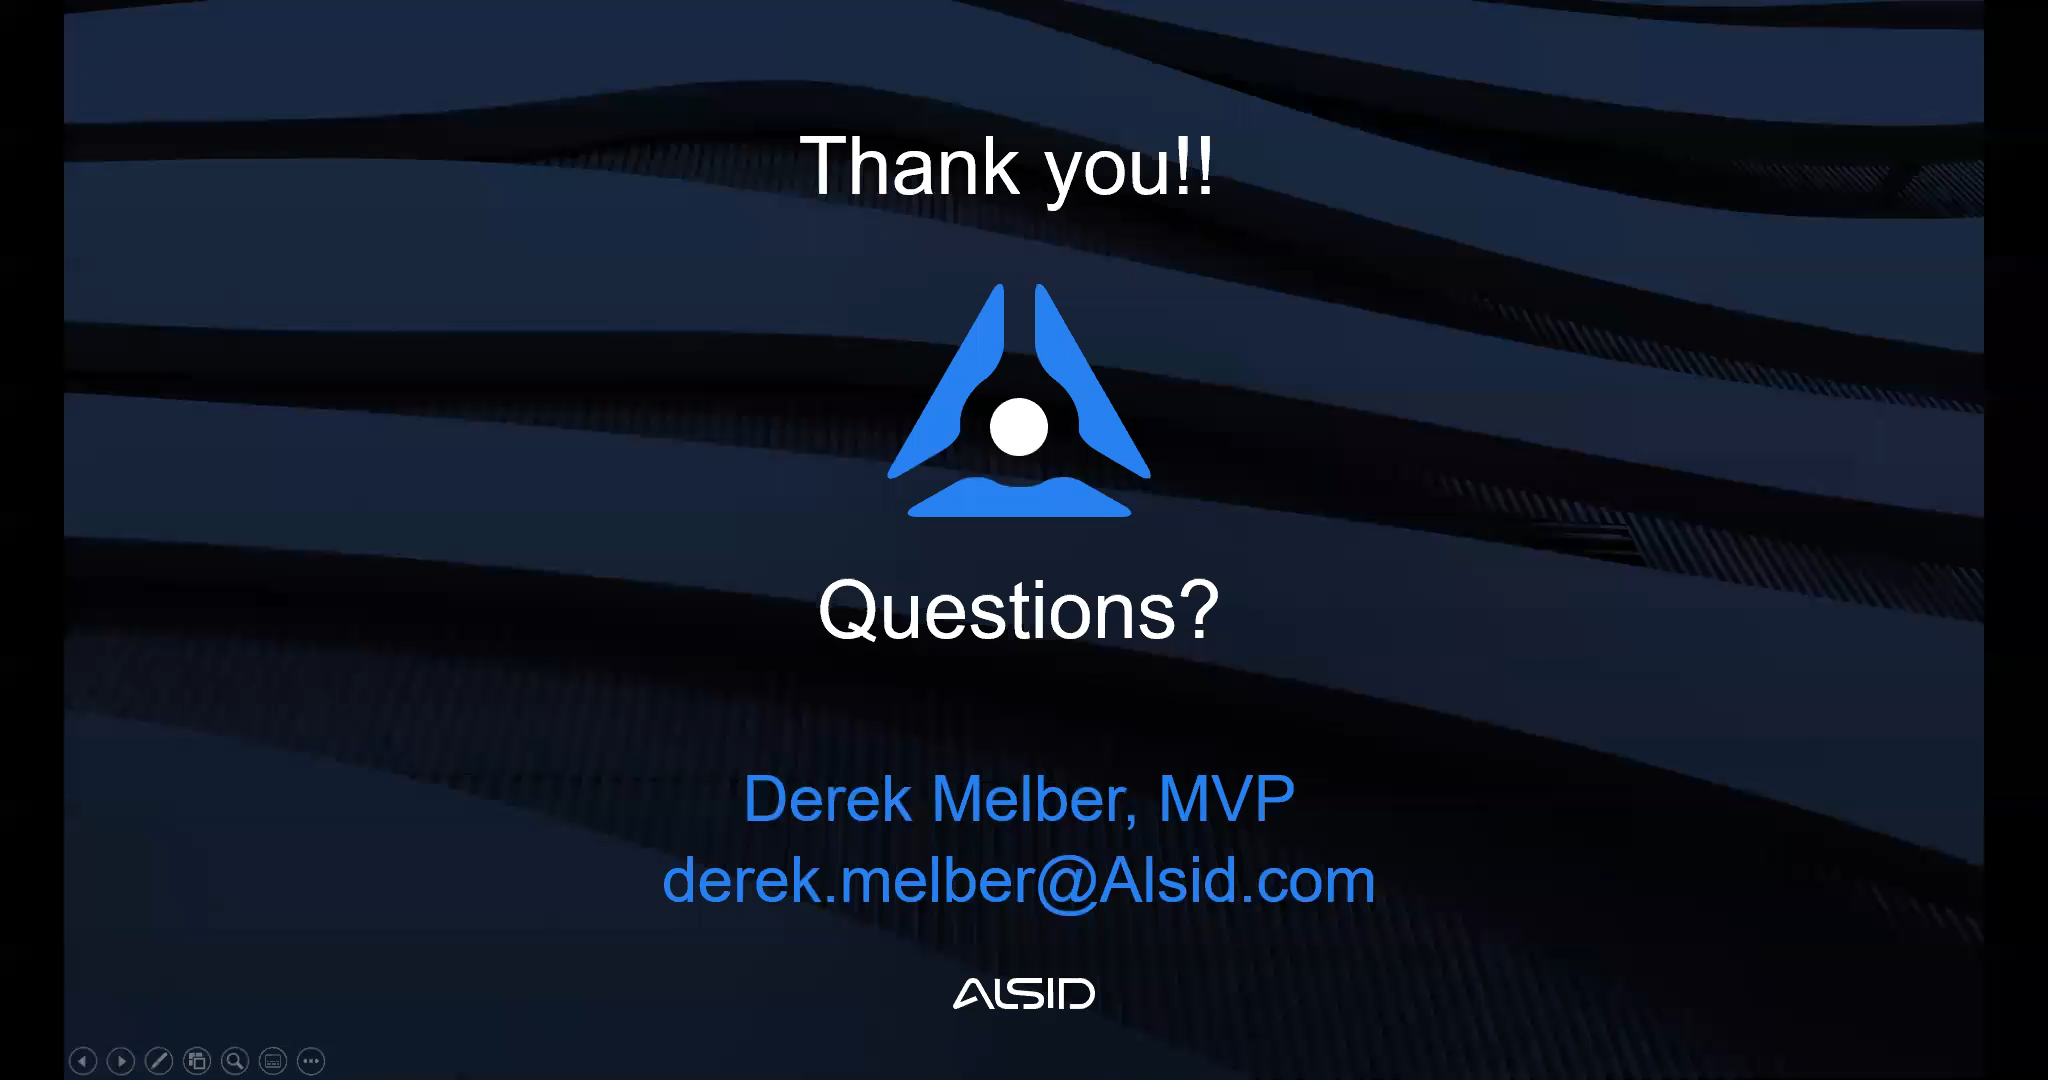 Thank you!!
Questions?
Derek Melber, MVP
derek.melber@Alsid.com
ALSID